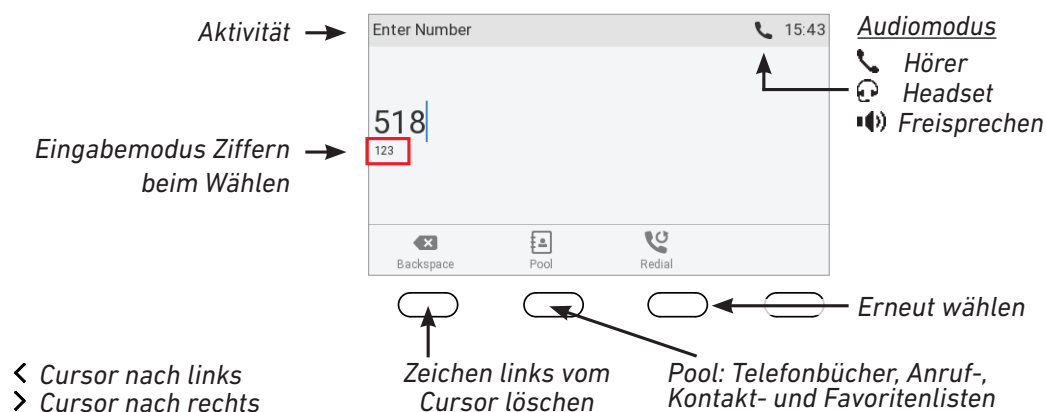 Aktivität
Enter Number
15:43
Audiomodus
Hörer
Headset
Freisprechen
518
123
Eingabemodus Ziffern
beim Wählen
Backspace
Pool
Redial
Erneut wählen
Cursor nach links
Cursor nach rechts
Zeichen links vom
Cursor löschen
Pool: Telefonbücher, Anruf-,
Kontakt- und Favoritenlisten